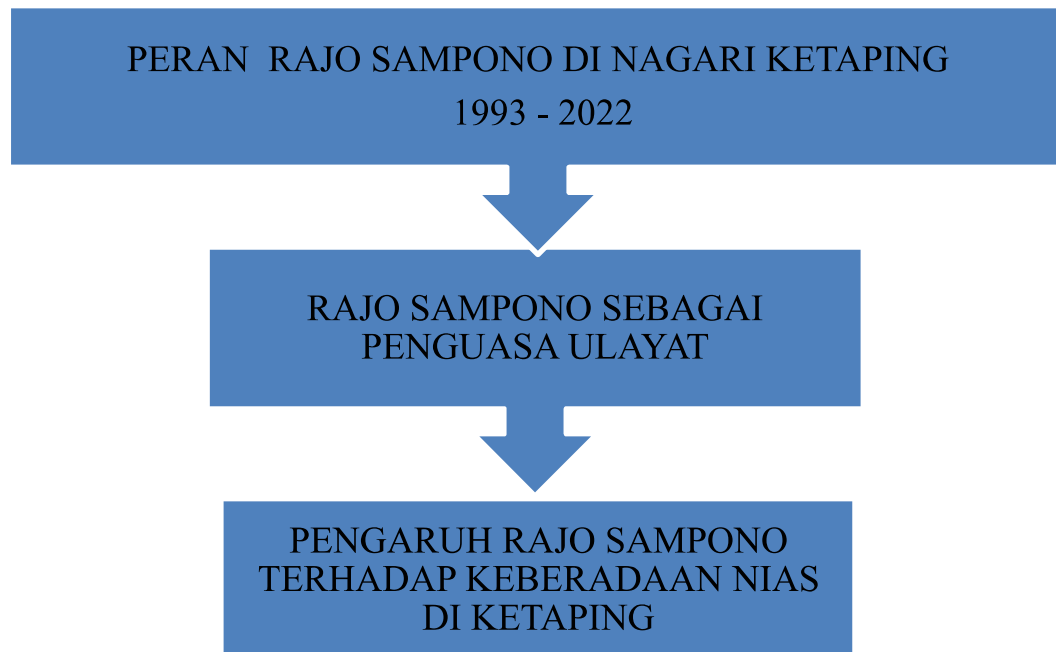 PERAN  RAJO SAMPONO DI NAGARI KETAPING
1993 - 2022
RAJO SAMPONO SEBAGAI
PENGUASA ULAYAT
PENGARUH RAJO SAMPONO
TERHADAP KEBERADAAN NIAS
DI KETAPING